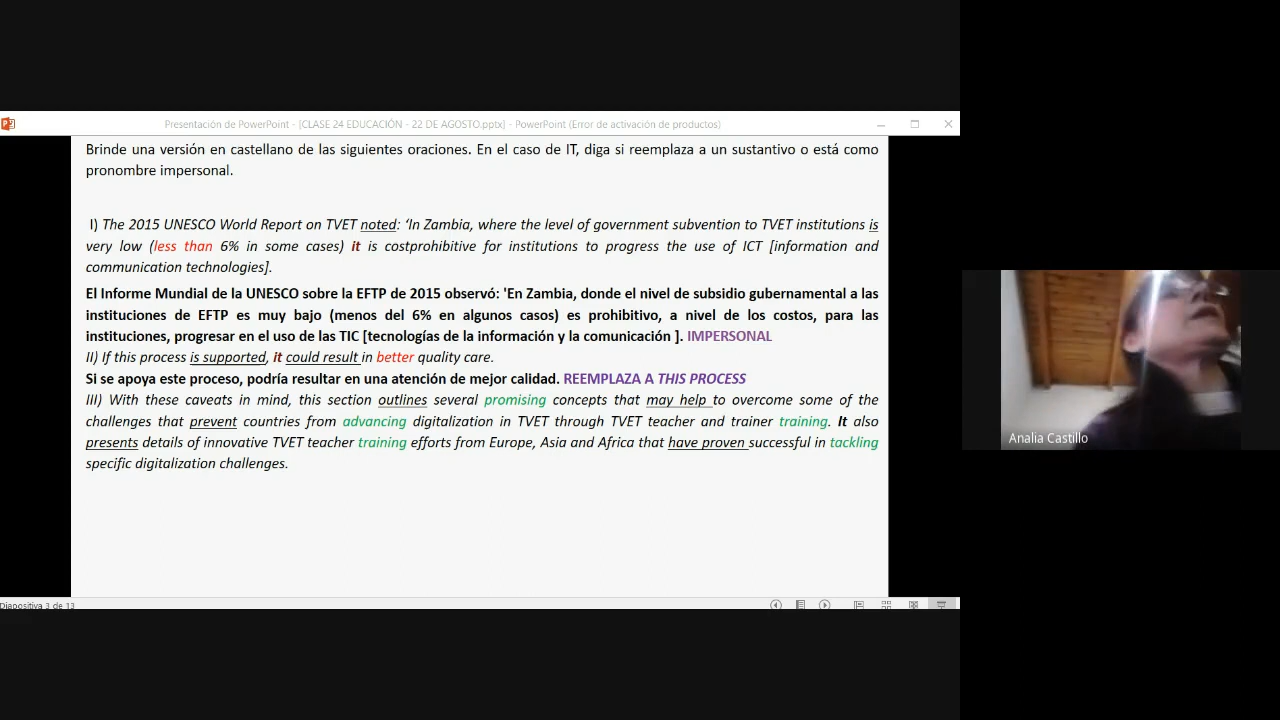 Presentación de PowerPoint - [CLASE 24 EDUCACIÓN - 22 DE AGOSTO.pptx] - PowerPoint (Error de activación de productos)
Brinde una versión en castellano de las siguientes oraciones. En el caso de IT, diga si reemplaza a un sustantivo o está como
pronombre impersonal.
I) The 2015 UNESCO World Report on TVET noted: ‘In Zambia, where the level of government subvention to TVET institutions is
very low (less than 6% in some cases) it is costprohibitive for institutions to progress the use of ICT [information and
communication technologies].
El Informe Mundial de la UNESCO sobre la EFTP de 2015 observó: 'En Zambia, donde el nivel de subsidio gubernamental a las
instituciones de EFTP es muy bajo (menos del 6% en algunos casos) es prohibitivo, a nivel de los costos, para las
instituciones, progresar en el uso de las TIC [tecnologías de la información y la comunicación ]. IMPERSONAL
II) If this process is supported, it could result in better quality care.
Si se apoya este proceso, podría resultar en una atención de mejor calidad. REEMPLAZA A THIS PROCESS
III) With these caveats in mind, this section outlines several promising concepts that may help to overcome some of the
challenges that prevent countries from advancing digitalization in TVET through TVET teacher and trainer training. It also
presents details of innovative TVET teacher training efforts from Europe, Asia and Africa that have proven successful in tackling
specific digitalization challenges.
Analia Castillo
Diapositiva 3 de 13